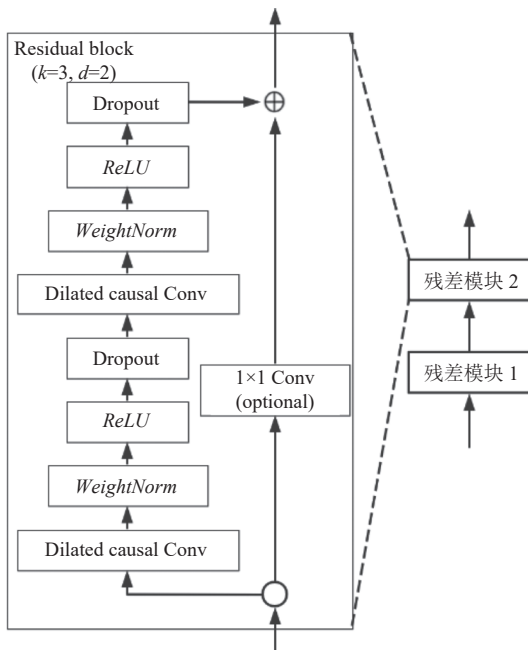 Residual block
(k=3, d=2)
Dropout
ReLU
WeightNorm
Dilated causal Conv
Dropout
ReLU
WeightNorm
Dilated causal Conv
1×1 Conv
(optional)
残差模块 2
残差模块 1